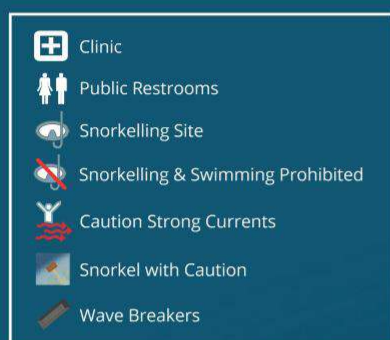 Clinic
Public Restrooms
Snorkelling Site
Snorkelling & Swimming Prohibited
Caution Strong Currents
Snorkel with Caution
Wave Breakers